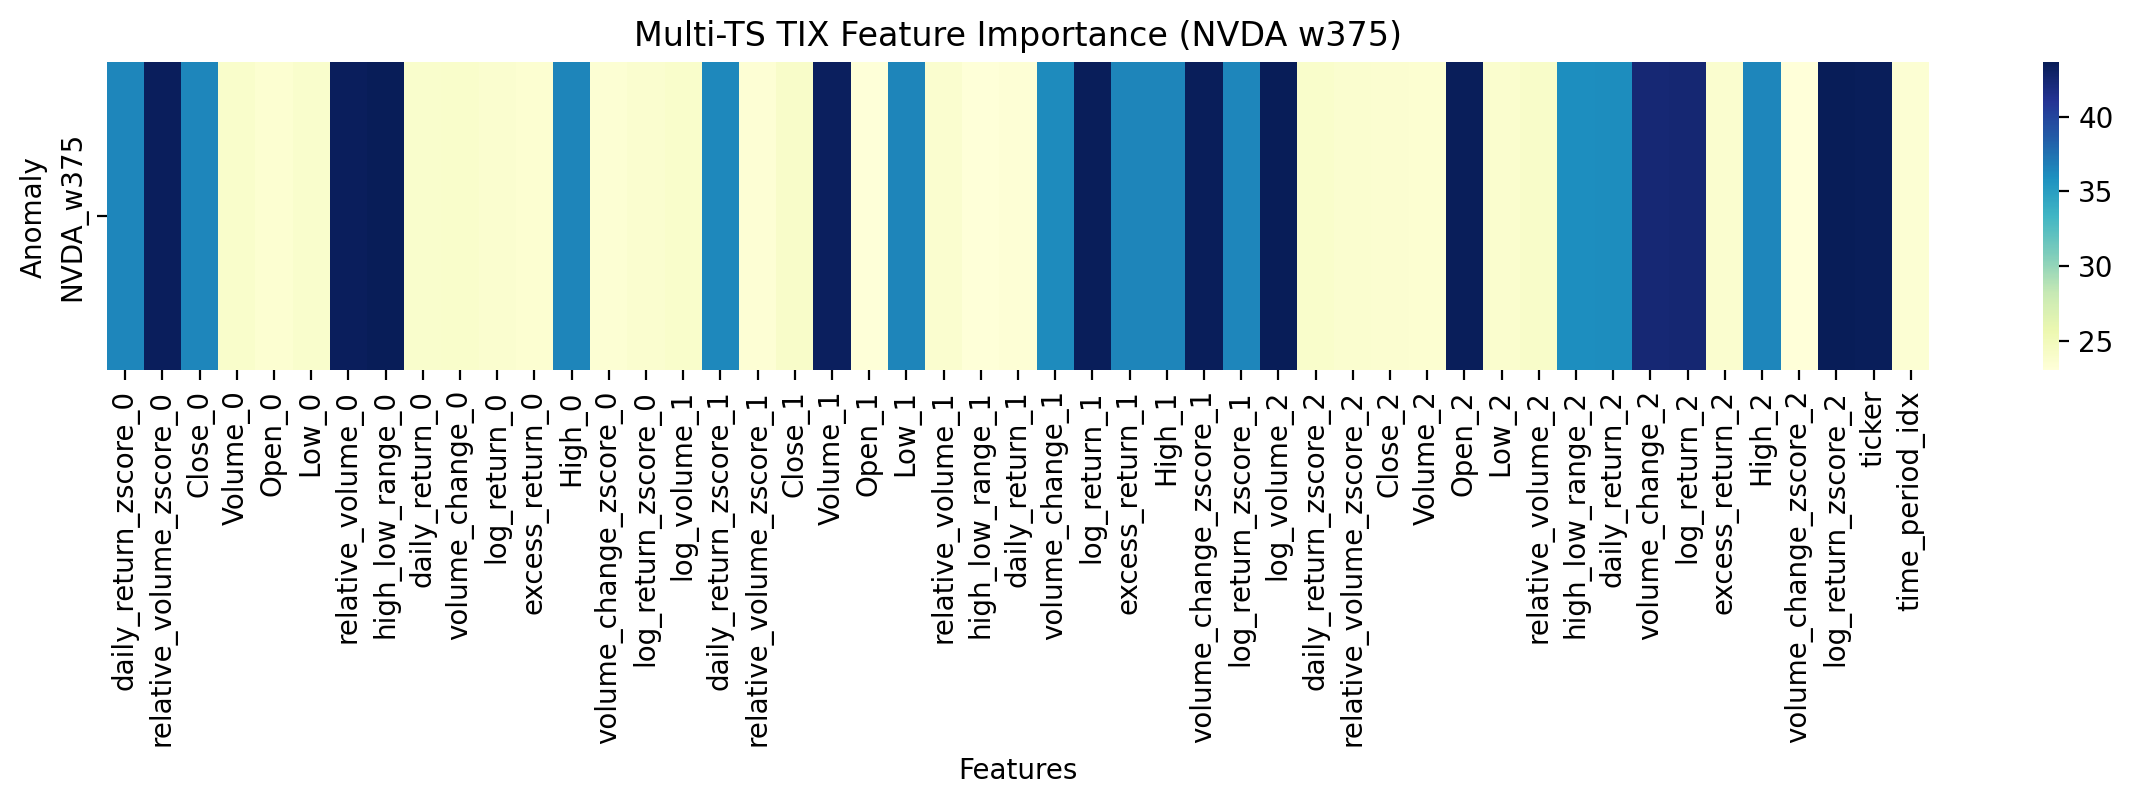 Multi-TS TIX Feature Importance (NVDA w375)
Anomaly
NVDA_w375
40
35
30
25
daily_return_zscore_0
relative_volume_zscore_0
Close_0
Volume_0
Open_0
Low_0
relative_volume_0
high_low_range_0
daily_return_0
volume_change_0
log_return_0
excess_return_0
High_0
volume_change_zscore_0
log_return_zscore_0
log_volume_1
daily_return_zscore_1
relative_volume_zscore_1
Close_1
Volume_1
Open_1
Low_1
relative_volume_1
high_low_range_1
daily_return_1
volume_change_1
log_return_1
excess_return_1
High_1
volume_change_zscore_1
log_return_zscore_1
log_volume_2
daily_return_zscore_2
relative_volume_zscore_2
Close_2
Volume_2
Open_2
Low_2
relative_volume_2
high_low_range_2
daily_return_2
volume_change_2
log_return_2
excess_return_2
High_2
volume_change_zscore_2
log_return_zscore_2
ticker
time_period_idx
Features